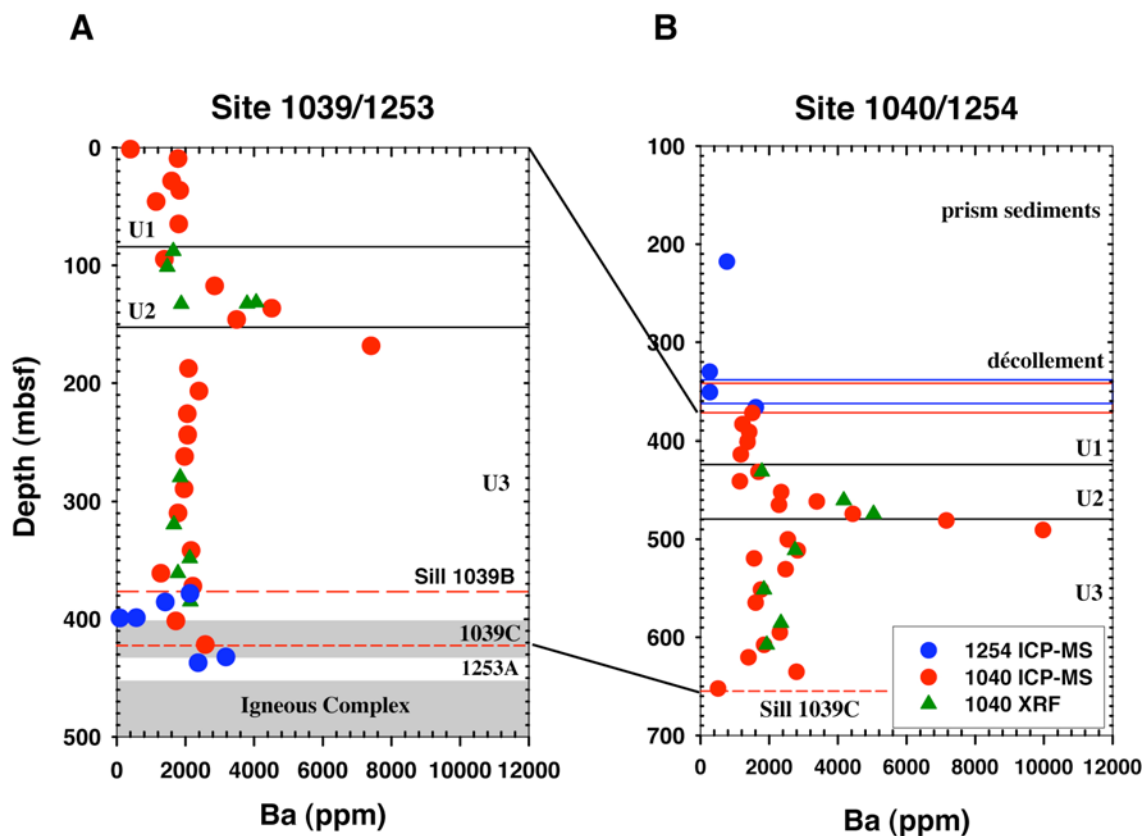 A
Site 1039/1253
0
100
200
300
400
500
Depth (mbsf)
U1
U2
U3
Sill 1039B
1039C
1253A
Igneous Complex
0 2000 4000 6000 8000 10000 12000
Ba (ppm)
B
Site 1040/1254
100
200
300
400
500
600
700
prism sediments
décollement
U1
U2
U3
Sill 1039C
1254 ICP-MS
1040 ICP-MS
1040 XRF
0 2000 4000 6000 8000 10000 12000
Ba (ppm)